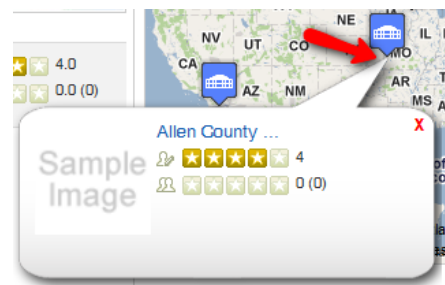 NE
IL
NV
UT
CO
MO
CA
4.0
AZ
NM
AR
0.0 (0)
MS
Allen County ...
X
Sample
Image
4
0 (0)